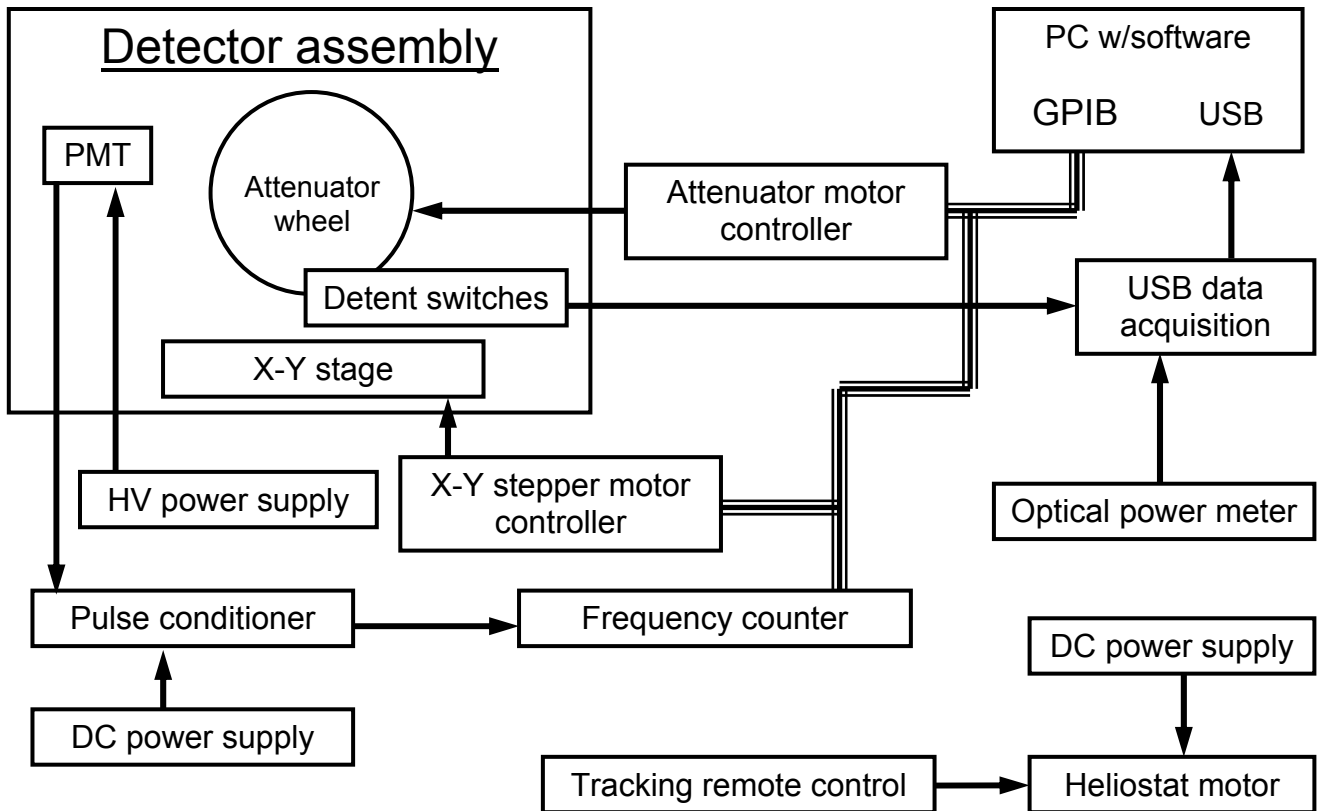 Detector assembly
PMT
Attenuator
wheel
Detent switches
X-Y stage
Attenuator motor
controller
PC w/software
GPIB
USB
USB data
acquisition
HV power supply
X-Y stepper motor
controller
Optical power meter
Pulse conditioner
Frequency counter
DC power supply
DC power supply
Tracking remote control
Heliostat motor